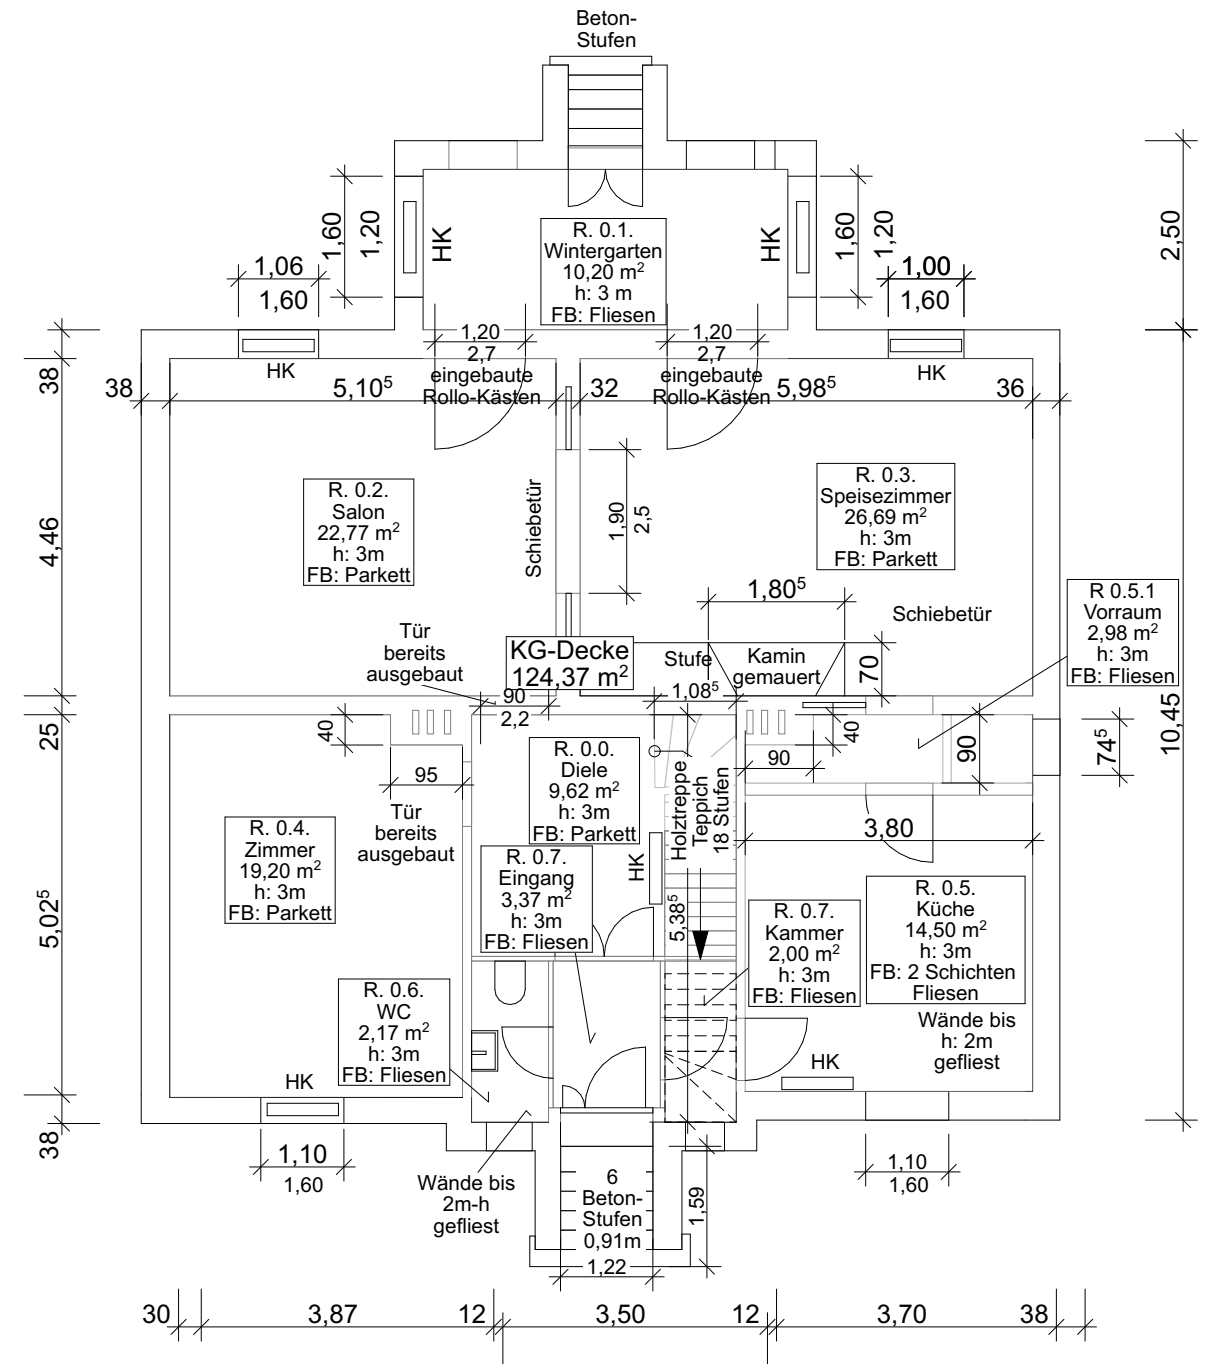 Beton-
Stufen
1,60
1,20
HK
R. 0.1.
Wintergarten
10,20 m²
h: 3 m
FB: Fliesen
HK
1,60
1,20
2,50
1,06
1,60
HK
1,00
1,60
HK
1,20
2,7
eingebaute
Rollo-Kästen
1,20
2,7
eingebaute
Rollo-Kästen
38
38
5,10⁵
32
5,98⁵
36
4,46
R. 0.2.
Salon
22,77 m²
h: 3m
FB: Parkett
Schiebetür
1,90
2,5
R. 0.3.
Speisezimmer
26,69 m²
h: 3m
FB: Parkett
1,80⁵
Schiebetür
R 0.5.1
Vorraum
2,98 m²
h: 3m
FB: Fliesen
Tür
bereits
ausgebaut
KG-Decke
124,37 m²
Stufe
Kamin
gemauert
70
90
2,2
1,08⁵
25
40
95
40
90
90
74⁵
10,45
R. 0.0.
Diele
9,62 m²
h: 3m
FB: Parkett
Holztreppe
Teppich
18 Stufen
Tür
bereits
ausgebaut
3,80
R. 0.4.
Zimmer
19,20 m²
h: 3m
FB: Parkett
HK
5,38⁵
R. 0.7.
Eingang
3,37 m²
h: 3m
FB: Fliesen
5,02⁵
R. 0.7.
Kammer
2,00 m²
h: 3m
FB: Fliesen
R. 0.5.
Küche
14,50 m²
h: 3m
FB: 2 Schichten
Fliesen
R. 0.6.
WC
2,17 m²
h: 3m
FB: Fliesen
Wände bis
h: 2m
gefliest
HK
HK
38
1,10
1,60
Wände bis
2m-h
gefliest
6
Beton-
Stufen
0,91m
1,59
1,22
1,10
1,60
30
3,87
12
3,50
12
3,70
38